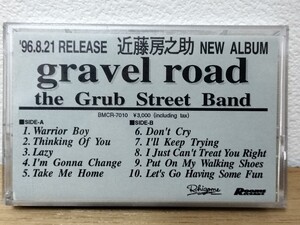 '96.8.21 RELEASE 近藤房之助 NEW ALBUM
gravel road
the Grub Street Band
BMCR-7010 ¥3,000 (including tax)
■SIDE-A
1.Warrior Boy
2.Thinking Of You
3.Lazy
4.I'm Gonna Change
5.Take Me Home
■SIDE-B
6. Don't Cry
7. I'll Keep Trying
8. I Just Can't Treat You Right
9. Put On My Walking Shoes
10. Let's Go Having Some Fun